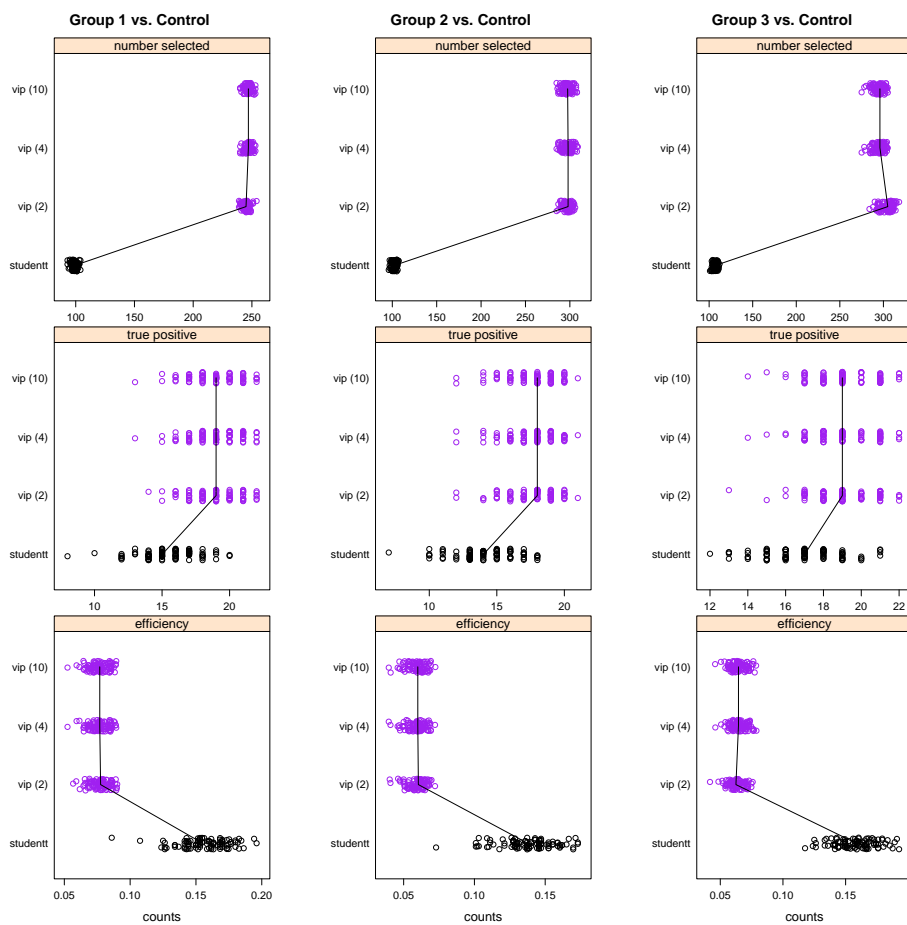 Group 1 vs. Control
Group 2 vs. Control
Group 3 vs. Control
number selected
number selected
number selected
vip (10)
vip (4)
vip (2)
studentt
vip (10)
vip (4)
vip (2)
studentt
vip (10)
vip (4)
vip (2)
studentt
100 150 200 250
100 150 200 250 300
100 150 200 250 300
true positive
true positive
true positive
vip (10)
vip (4)
vip (2)
studentt
vip (10)
vip (4)
vip (2)
studentt
vip (10)
vip (4)
vip (2)
studentt
10 15 20
10 15 20
12 14 16 18 20 22
efficiency
efficiency
efficiency
vip (10)
vip (4)
vip (2)
studentt
vip (10)
vip (4)
vip (2)
studentt
vip (10)
vip (4)
vip (2)
studentt
0.05 0.10 0.15 0.20
0.05 0.10 0.15
0.05 0.10 0.15
counts
counts
counts